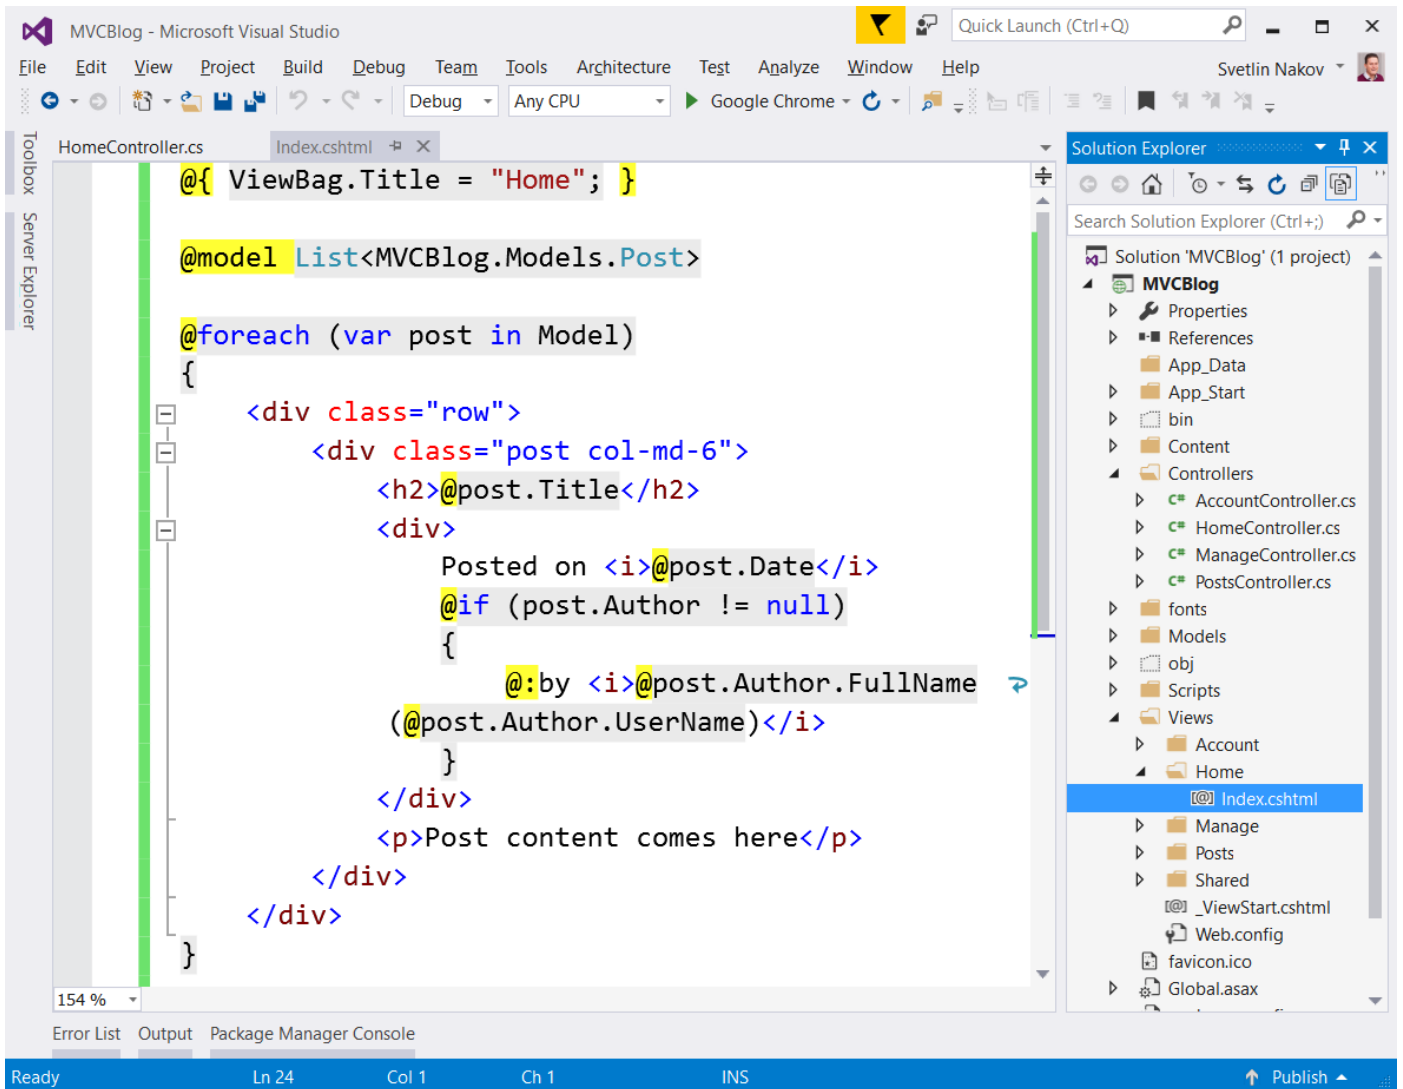 MVCBlog - Microsoft Visual Studio
Quick Launch (Ctrl+Q)
File Edit View Project Build Debug Team Tools Architecture Test Analyze Window Help
Svetlin Nakov
Debug Any CPU Google Chrome
Toolbox
Server Explorer
HomeController.cs Index.cshtml
@{ ViewBag.Title = "Home"; }
@model List<MVCBlog.Models.Post>
@foreach (var post in Model)
{
<div class="row">
<div class="post col-md-6">
<h2>@post.Title</h2>
<div>
Posted on <i>@post.Date</i>
@if (post.Author != null)
{
@:by <i>@post.Author.FullName
(@post.Author.UserName)</i>
}
</div>
<p>Post content comes here</p>
</div>
</div>
}
154 %
Solution Explorer
Search Solution Explorer (Ctrl+;)
Solution 'MVCBlog' (1 project)
MVCBlog
Properties
References
App_Data
App_Start
bin
Content
Controllers
C# AccountController.cs
C# HomeController.cs
C# ManageController.cs
C# PostsController.cs
fonts
Models
obj
Scripts
Views
Account
Home
[@] Index.cshtml
Manage
Posts
Shared
[@] _ViewStart.cshtml
Web.config
favicon.ico
Global.asax
Error List Output Package Manager Console
Ready Ln 24 Col 1 Ch 1 INS Publish